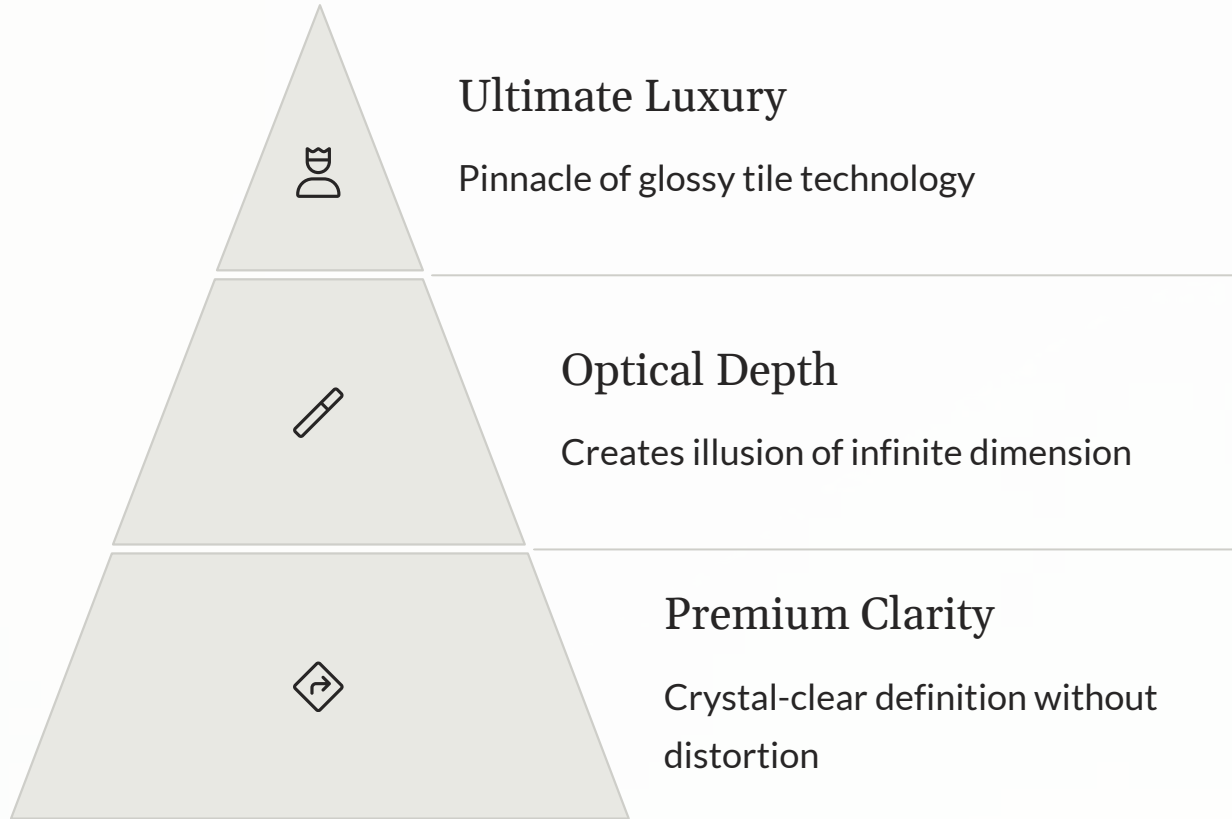 Ultimate Luxury
Pinnacle of glossy tile technology
Optical Depth
Creates illusion of infinite dimension
Premium Clarity
Crystal-clear definition without
distortion